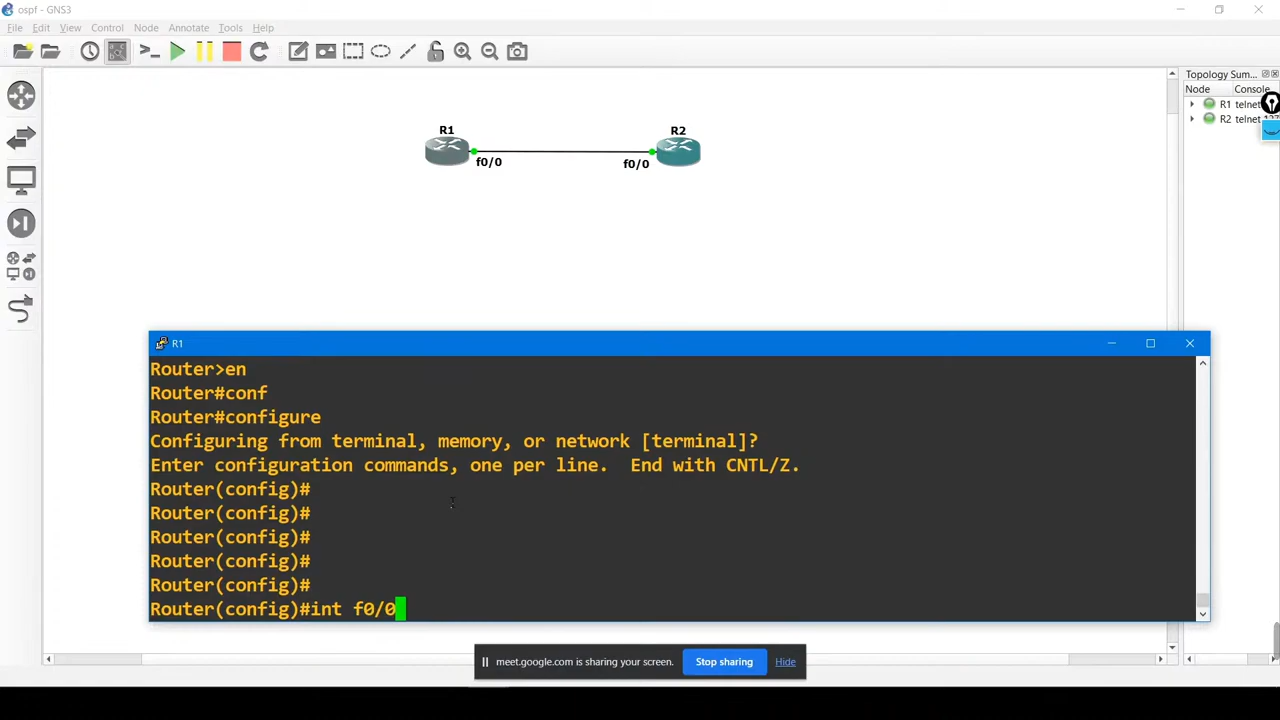 ospf - GNS3
File Edit View Control Node Annotate Tools Help
Topology Sum...
Node Console
R1 telnet
R2 telnet
R1
R2
f0/0
f0/0
R1
Router>en
Router#conf
Router#configure
Configuring from terminal, memory, or network [terminal]?
Enter configuration commands, one per line.  End with CNTL/Z.
Router(config)#
Router(config)#
Router(config)#
Router(config)#
Router(config)#
Router(config)#int f0/0
meet.google.com is sharing your screen.
Stop sharing
Hide